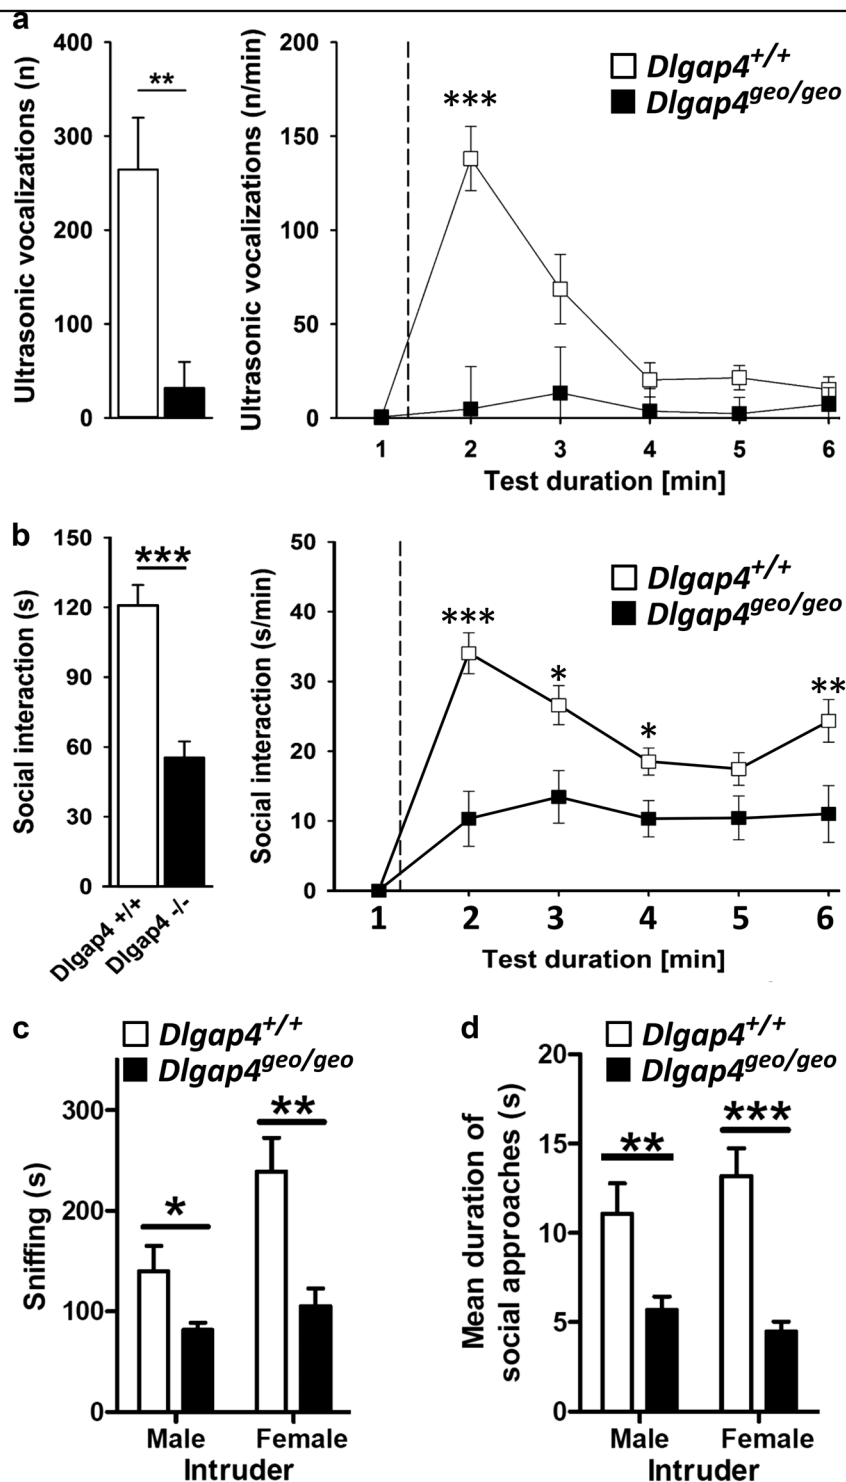 a
Ultrasonic vocalizations (n)
400
300
200
100
0
**
Ultrasonic vocalizations (n/min)
200
150
100
50
0
***
Dlgap4+/+
Dlgap4geo/geo
1 2 3 4 5 6
Test duration [min]
b
Social interaction (s)
150
120
90
60
30
0
***
Dlgap4 +/+
Dlgap4 -/-
Social interaction (s/min)
50
40
30
20
10
0
***
*
*
**
Dlgap4+/+
Dlgap4geo/geo
1 2 3 4 5 6
Test duration [min]
c
Dlgap4+/+
Dlgap4geo/geo
Sniffing (s)
300
200
100
0
*
**
Male Female
Intruder
d
Dlgap4+/+
Dlgap4geo/geo
Mean duration of
social approaches (s)
20
15
10
5
0
**
***
Male Female
Intruder